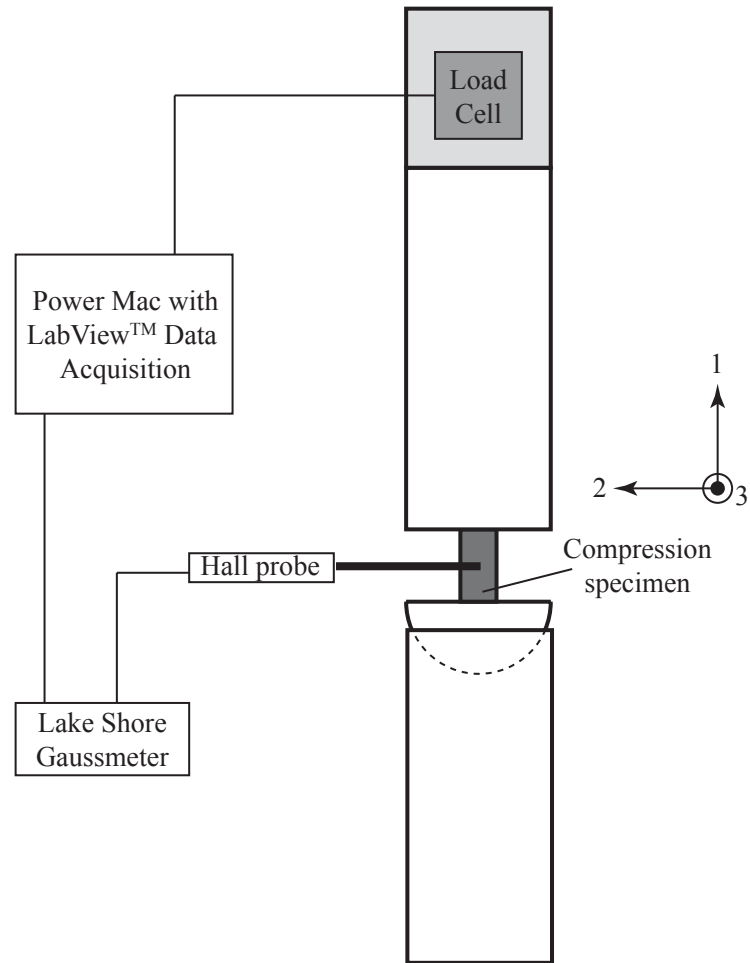 Load
Cell
Power Mac with
LabView™ Data
Acquisition
1
2
3
Hall probe
Compression
specimen
Lake Shore
Gaussmeter